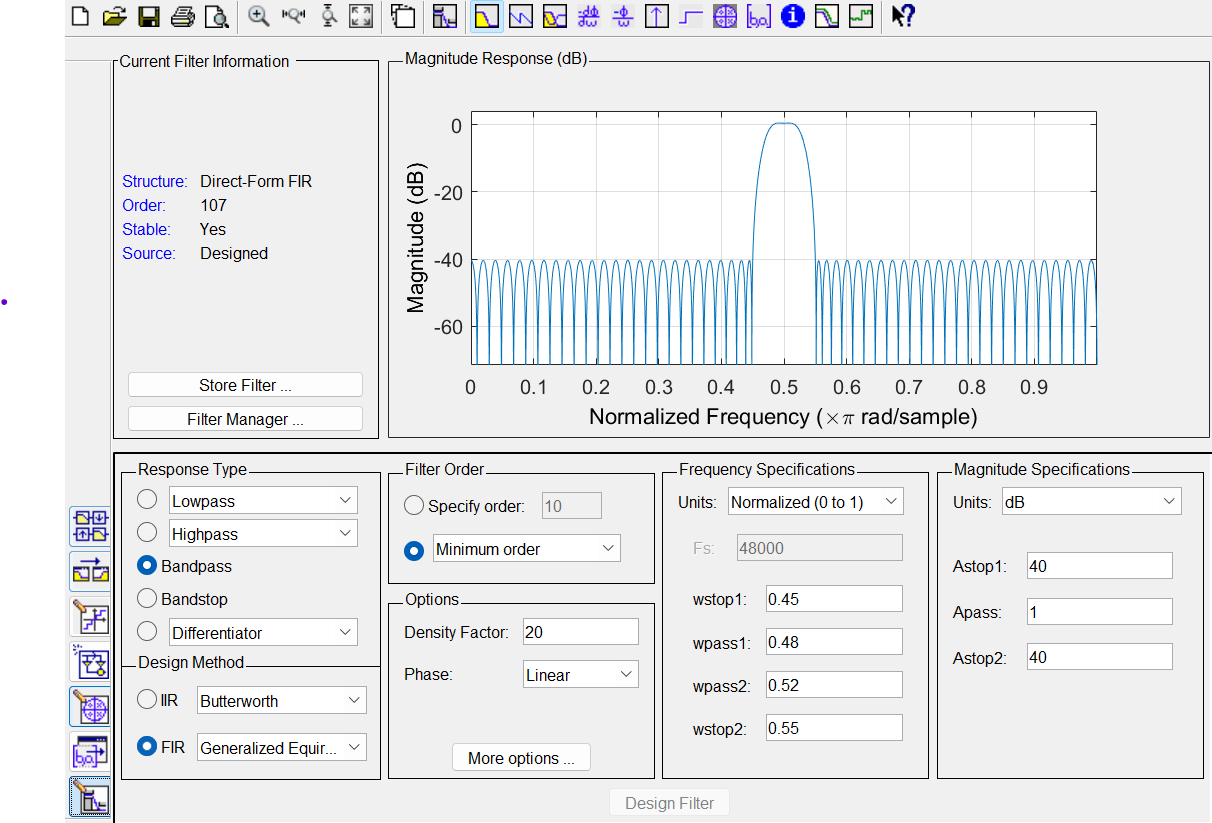 Current Filter Information
Structure: Direct-Form FIR
Order: 107
Stable: Yes
Source: Designed
Store Filter ...
Filter Manager ...
Magnitude Response (dB)
0
-20
-40
-60
Magnitude (dB)
0 0.1 0.2 0.3 0.4 0.5 0.6 0.7 0.8 0.9
Normalized Frequency (×π rad/sample)
Response Type
Lowpass
Highpass
Bandpass
Bandstop
Differentiator
Design Method
IIR Butterworth
FIR Generalized Equir...
Filter Order
Specify order: 10
Minimum order
Options
Density Factor: 20
Phase: Linear
More options ...
Frequency Specifications
Units: Normalized (0 to 1)
Fs: 48000
wstop1: 0.45
wpass1: 0.48
wpass2: 0.52
wstop2: 0.55
Magnitude Specifications
Units: dB
Astop1: 40
Apass: 1
Astop2: 40
Design Filter